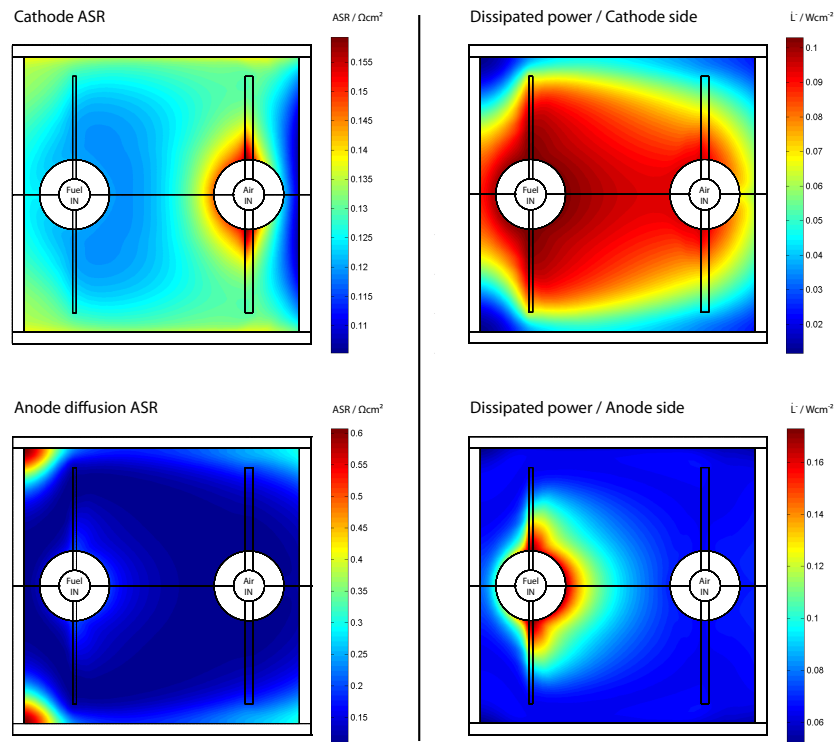 Cathode ASR
ASR / Ωcm²
0.155
0.15
0.145
0.14
0.135
0.13
0.125
0.12
0.115
0.11
Fuel
IN
Air
IN
Dissipated power / Cathode side
L̇ / Wcm⁻²
0.1
0.09
0.08
0.07
0.06
0.05
0.04
0.03
0.02
Fuel
IN
Air
IN
Anode diffusion ASR
ASR / Ωcm²
0.6
0.55
0.5
0.45
0.4
0.35
0.3
0.25
0.2
0.15
Fuel
IN
Air
IN
Dissipated power / Anode side
L̇ / Wcm⁻²
0.16
0.14
0.12
0.1
0.08
0.06
Fuel
IN
Air
IN